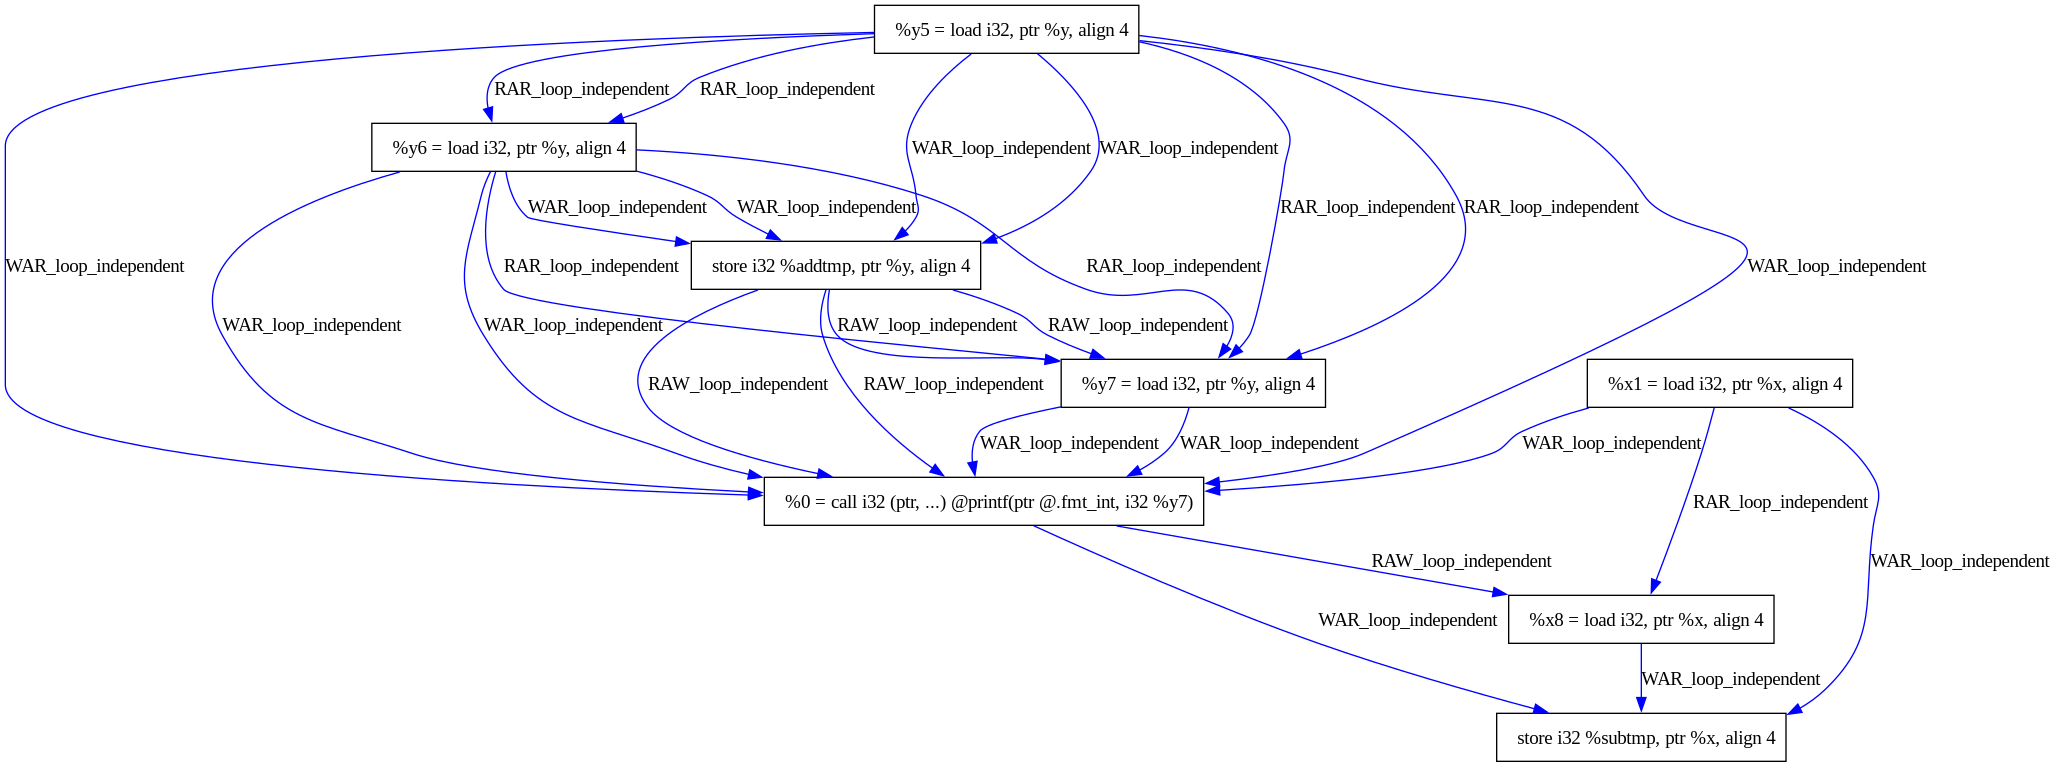 %y5 = load i32, ptr %y, align 4
RAR_loop_independent
RAR_loop_independent
%y6 = load i32, ptr %y, align 4
WAR_loop_independent
WAR_loop_independent
WAR_loop_independent
WAR_loop_independent
RAR_loop_independent
RAR_loop_independent
WAR_loop_independent
RAR_loop_independent
store i32 %addtmp, ptr %y, align 4
RAR_loop_independent
WAR_loop_independent
WAR_loop_independent
WAR_loop_independent
RAW_loop_independent
RAW_loop_independent
RAW_loop_independent
RAW_loop_independent
%y7 = load i32, ptr %y, align 4
%x1 = load i32, ptr %x, align 4
WAR_loop_independent
WAR_loop_independent
WAR_loop_independent
%0 = call i32 (ptr, ...) @printf(ptr @.fmt_int, i32 %y7)
RAR_loop_independent
RAW_loop_independent
WAR_loop_independent
WAR_loop_independent
%x8 = load i32, ptr %x, align 4
WAR_loop_independent
store i32 %subtmp, ptr %x, align 4